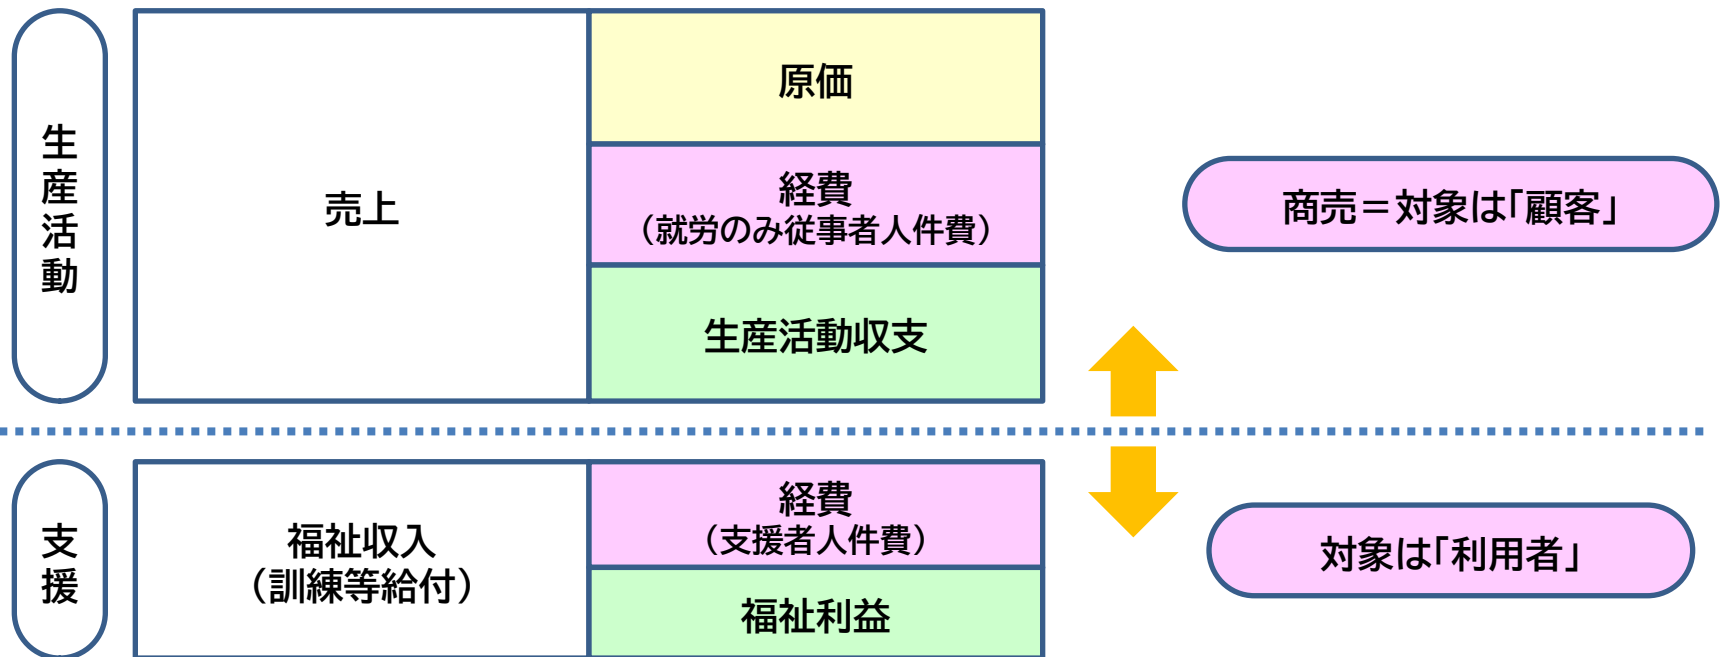 生産活動
売上
原価
経費
（就労のみ従事者人件費）
生産活動収支
商売＝対象は「顧客」
支援
福祉収入
（訓練等給付）
経費
（支援者人件費）
福祉利益
対象は「利用者」